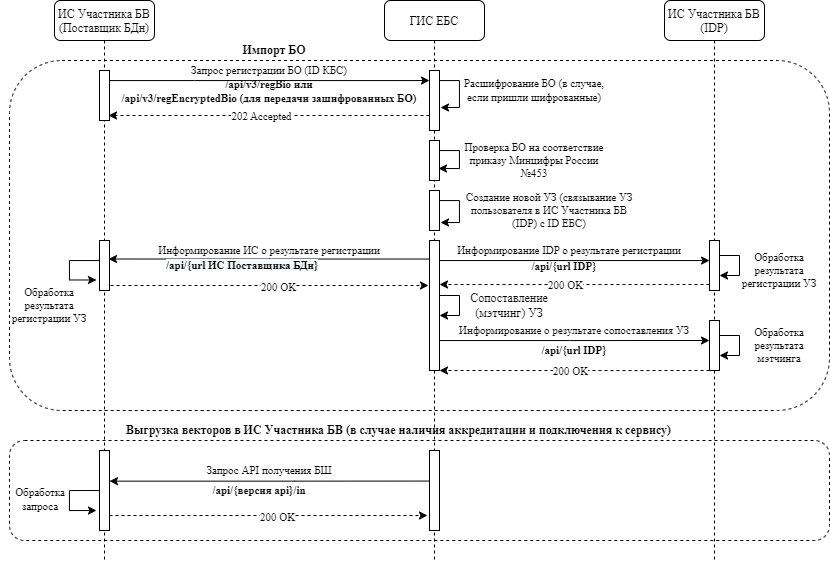 ИС Участника БВ
(Поставщик БДн)
ГИС ЕБС
ИС Участника БВ
(IDP)
Импорт БО
Запрос регистрации БО (ID КБС)
/api/v3/regBio или
/api/v3/regEncryptedBio (для передачи зашифрованных БО)
202 Accepted
Расшифрование БО (в случае,
если пришли шифрованные)
Проверка БО на соответствие
приказу Минцифры России
№453
Создание новой УЗ (связывание УЗ
пользователя в ИС Участника БВ
(IDP) с ID ЕБС)
Информирование ИС о результате регистрации
/api/{url ИС Поставщика БДн}
200 OK
Обработка
результата
регистрации УЗ
Информирование IDP о результате регистрации
/api/{url IDP}
200 OK
Обработка
результата
регистрации УЗ
Сопоставление
(мэтчинг) УЗ
Информирование о результате сопоставления УЗ
/api/{url IDP}
200 OK
Обработка
результата
мэтчинга
Выгрузка векторов в ИС Участника БВ (в случае наличия аккредитации и подключения к сервису)
Запрос API получения БШ
/api/{версия api}/in
200 OK
Обработка
запроса